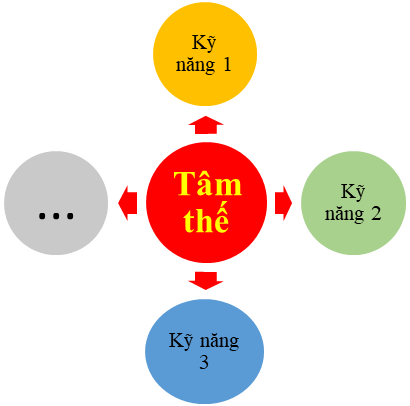 Kỹ
năng 1
Tâm
thế
...
Kỹ
năng 2
Kỹ năng
3